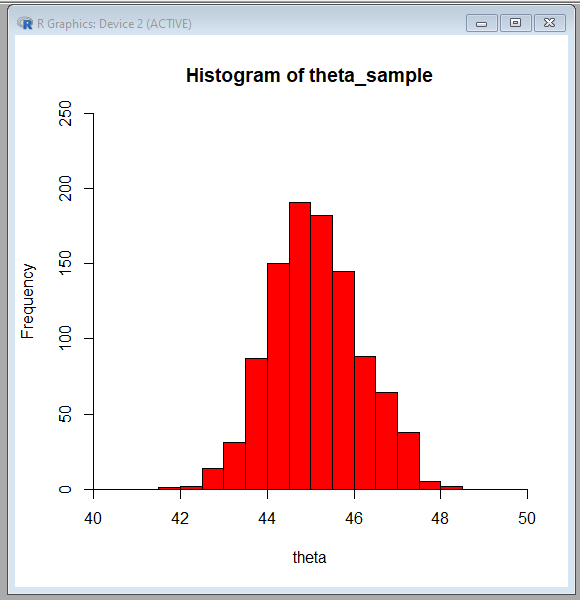 R Graphics: Device 2 (ACTIVE)
Histogram of theta_sample
Frequency
250
200
150
100
50
0
40 42 44 46 48 50
theta